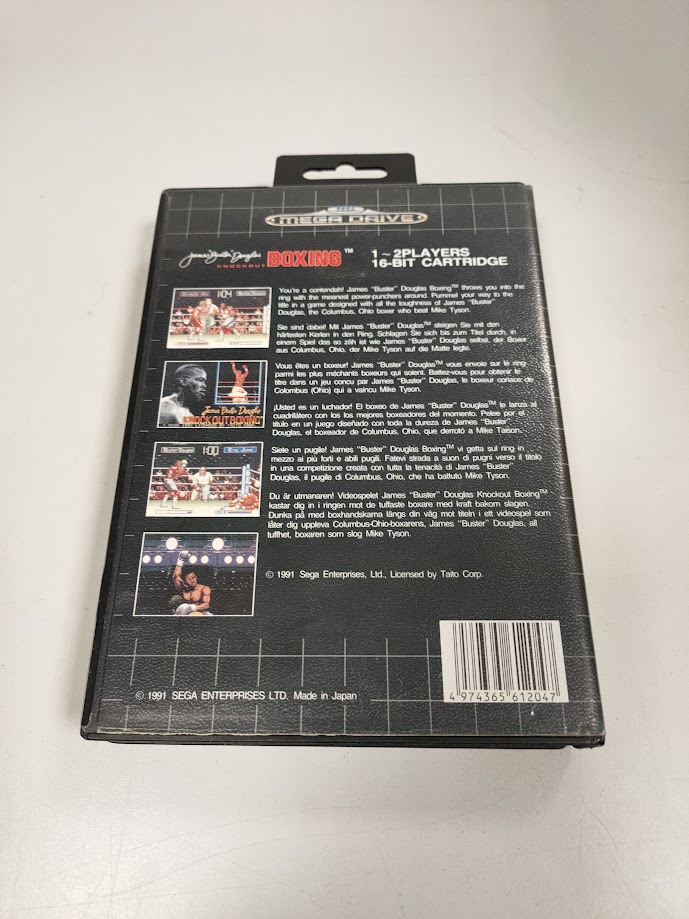 SEGA
MEGA DRIVE
James "Buster" Douglas
KNOCKOUT BOXING™
1~2PLAYERS
16-BIT CARTRIDGE
You're a contendah! James "Buster" Douglas Boxing™ throws you into the
ring with the meanest power-punchers around. Pummel your way to the
title in a game designed with all the toughness of James "Buster"
Douglas, the Columbus, Ohio boxer who beat Mike Tyson.
Sie sind dabei! Mit James "Buster" Douglas™ steigen Sie mit den
härtesten Kerlen in den Ring. Schlagen Sie sich bis zum Titel durch, in
einem Spiel das so zäh ist wie James "Buster" Douglas selbst, der Boxer
aus Columbus, Ohio, der Mike Tyson auf die Matte legte.
Vous êtes un boxeur! James "Buster" Douglas Boxing™ vous envoie sur le ring
parmi les plus méchants boxeurs qui soient. Battez-vous pour obtenir le
titre dans un jeu conçu par James "Buster" Douglas, le boxeur coriace de
Colombus (Ohio) qui a vaincu Mike Tyson.
¡Usted es un luchador! El boxeo de James "Buster" Douglas™ le lanza al
cuadrilátero con los los mejores boxeadores del momento. Pelee por el
título en un juego diseñado con toda la dureza de James "Buster"
Douglas, el boxeador de Columbus, Ohio, que derrotó a Mike Taison.
Siete un pugile! James "Buster" Douglas Boxing™ vi getta sul ring in
mezzo ai più forti e abili pugili. Fatevi strada a suon di pugni verso il titolo
in una competizione creata con tutta la tenacità di James "Buster"
Douglas, il pugile di Columbus, Ohio, che ha battuto Mike Tyson.
Du är utmanaren! Videospelet James "Buster" Douglas Knockout Boxing™
kastar dig in i ringen mot de tuffaste boxare med kraft bakom slagen.
Dunka på med boxhandskarna längs din väg mot titeln i ett videospel som
låter dig uppleva Columbus-Ohio-boxarens, James "Buster" Douglas, all
tuffhet, boxaren som slog Mike Tyson.
1:04
James Buster Douglas
KNOCKOUT BOXING
1:00
© 1991 Sega Enterprises, Ltd., Licensed by Taito Corp.
© 1991 SEGA ENTERPRISES LTD. Made in Japan
4 974365 612047